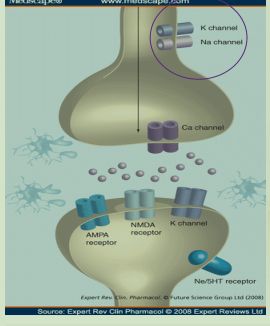 Medscape® www.medscape.com
K channel
Na channel
Ca channel
AMPA
receptor
NMDA
receptor
K channel
Ne/5HT receptor
Expert Rev. Clin. Pharmacol. © Future Science Group Ltd (2008)
Source: Expert Rev Clin Pharmacol © 2008 Expert Reviews Ltd